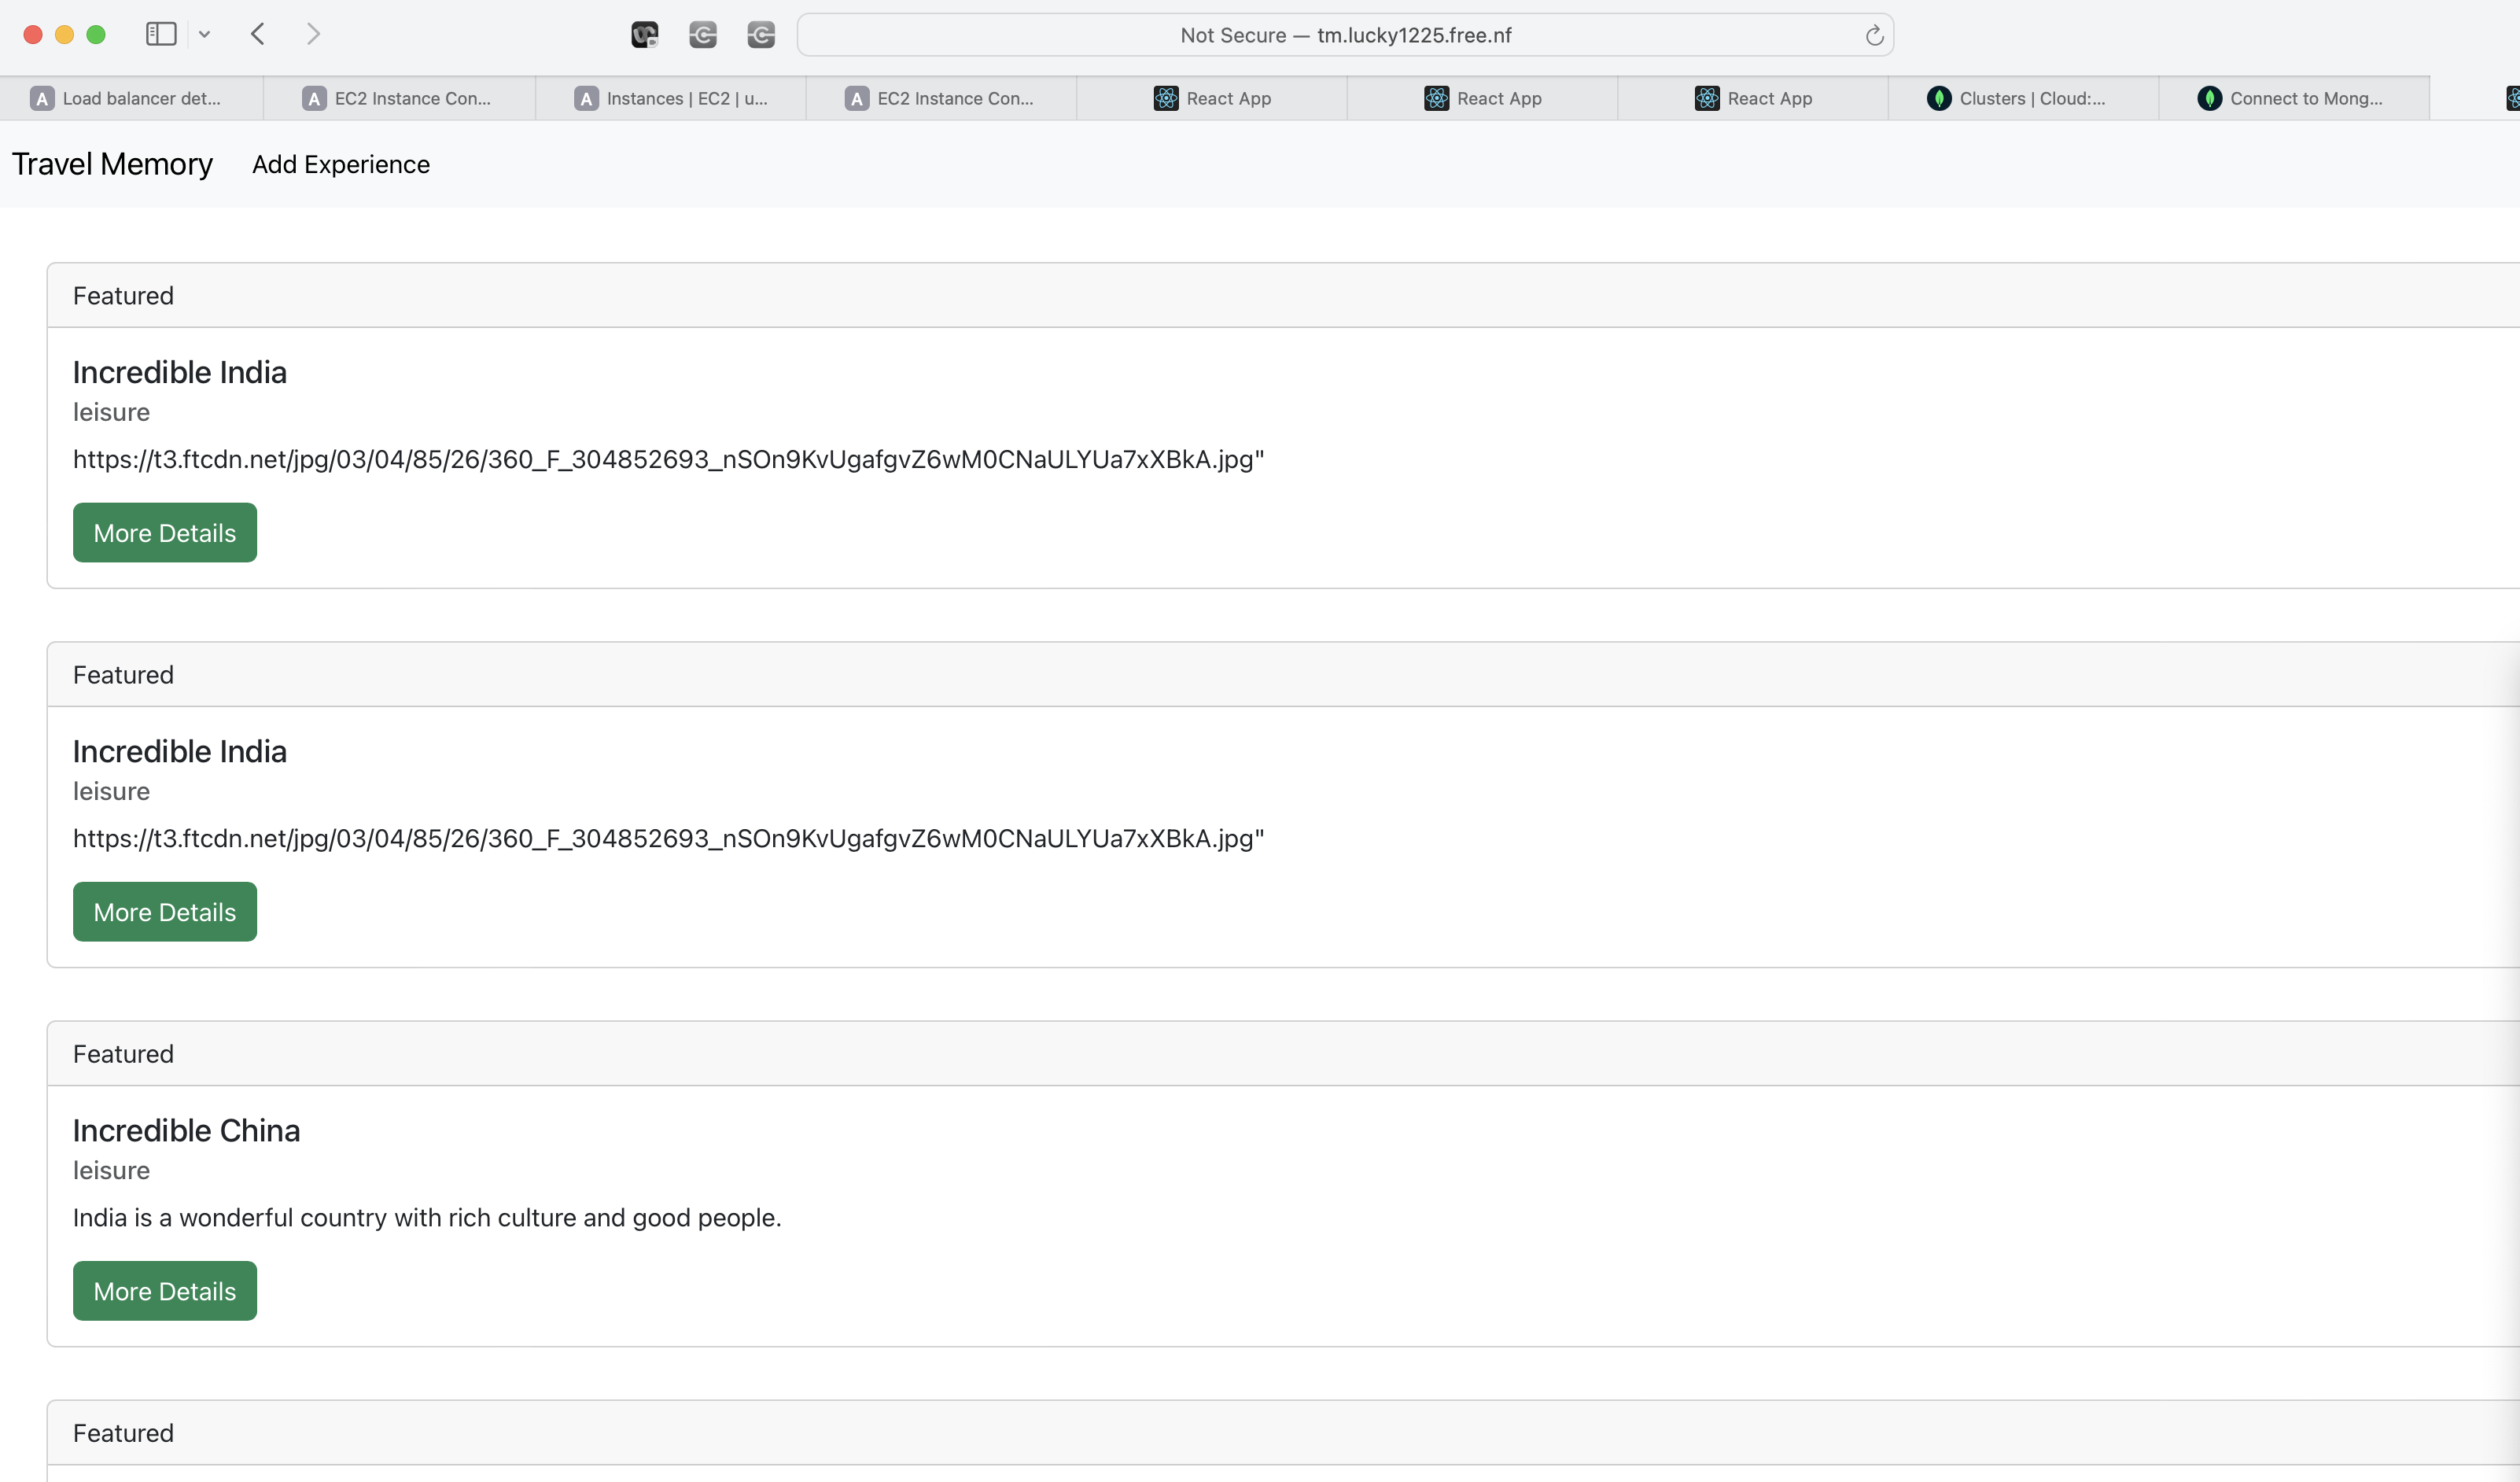 Not Secure — tm.lucky1225.free.nf
A Load balancer det...
A EC2 Instance Con...
A Instances | EC2 | u...
A EC2 Instance Con...
React App
React App
React App
Clusters | Cloud:...
Connect to Mong...
Travel Memory Add Experience
Featured
Incredible India
leisure
https://t3.ftcdn.net/jpg/03/04/85/26/360_F_304852693_nSOn9KvUgafgvZ6wM0CNaULYUa7xXBkA.jpg"
More Details
Featured
Incredible India
leisure
https://t3.ftcdn.net/jpg/03/04/85/26/360_F_304852693_nSOn9KvUgafgvZ6wM0CNaULYUa7xXBkA.jpg"
More Details
Featured
Incredible China
leisure
India is a wonderful country with rich culture and good people.
More Details
Featured